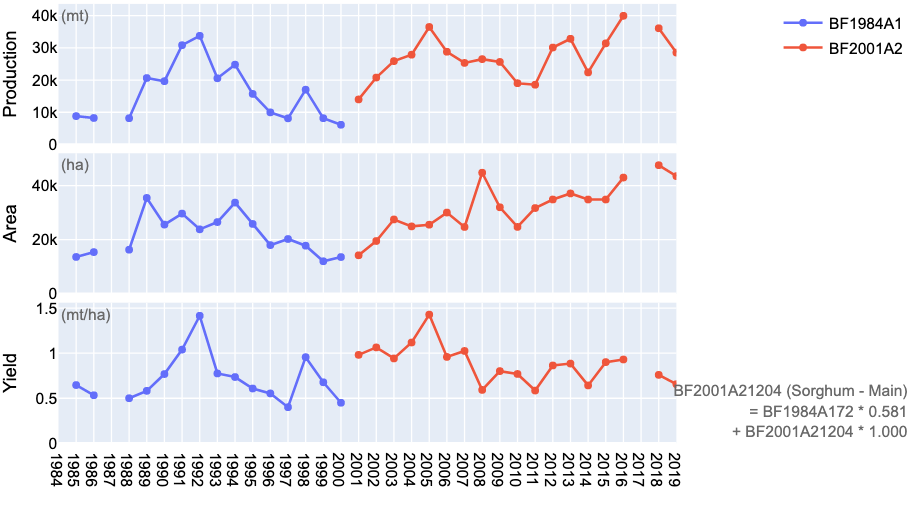 40k
(mt)
30k
20k
10k
0
Production
BF1984A1
BF2001A2
(ha)
40k
20k
0
Area
1.5
(mt/ha)
1
0.5
0
Yield
BF2001A21204 (Sorghum - Main)
= BF1984A172 * 0.581
+ BF2001A21204 * 1.000
1984
1985
1986
1987
1988
1989
1990
1991
1992
1993
1994
1995
1996
1997
1998
1999
2000
2001
2002
2003
2004
2005
2006
2007
2008
2009
2010
2011
2012
2013
2014
2015
2016
2017
2018
2019